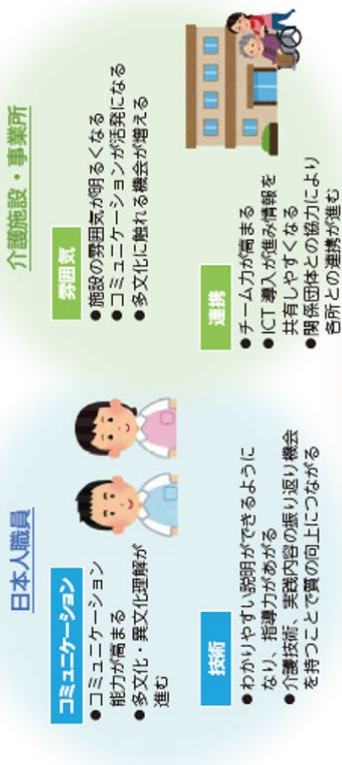 日本人職員
コミュニケーション
●コミュニケーション
能力が高まる
●多文化・異文化理解が
進む
技術
●わかりやすい説明ができるように
なり、指導力があがる
●介護技術、実践内容の振り返り機会
を持つことで質の向上につながる
介護施設・事業所
雰囲気
●施設の雰囲気が明るくなる
●コミュニケーションが活発になる
●多文化に触れる機会が増える
連携
●チーム力が高まる
●ICT導入が進み情報を
共有しやすくなる
●関係団体との協力により
各所との連携が進む